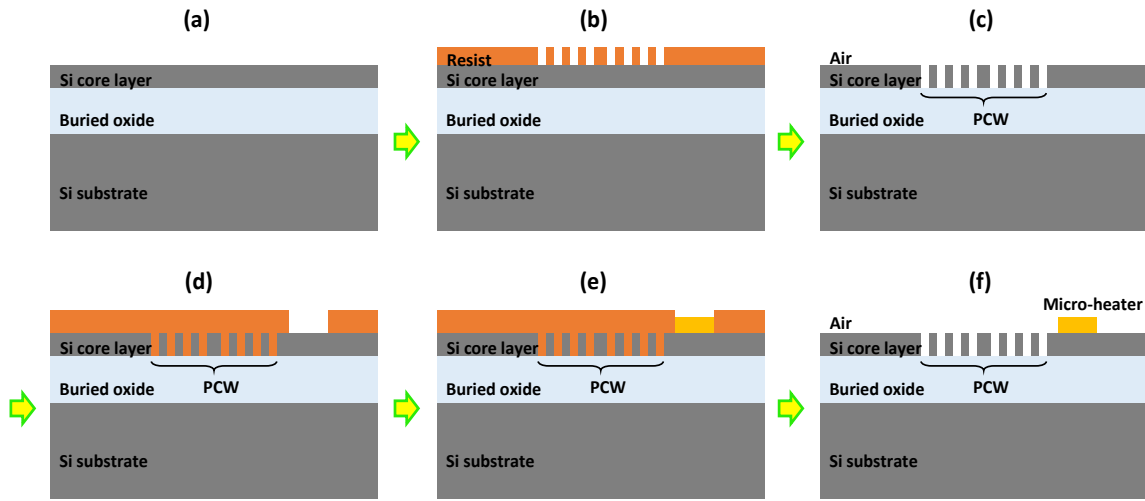 (a)
Si core layer
Buried oxide
Si substrate
(b)
Resist
Si core layer
Buried oxide
Si substrate
(c)
Air
Si core layer
Buried oxide
PCW
Si substrate
(d)
Si core layer
Buried oxide
PCW
Si substrate
(e)
Si core layer
Buried oxide
PCW
Si substrate
(f)
Micro-heater
Air
Si core layer
Buried oxide
PCW
Si substrate